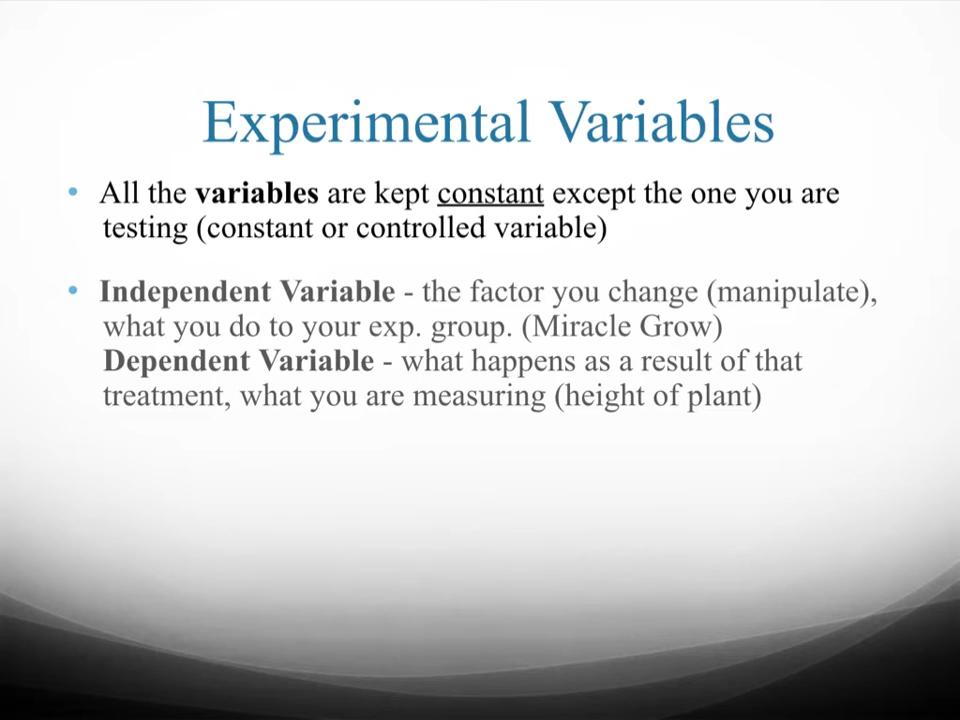 Experimental Variables
• All the variables are kept constant except the one you are
testing (constant or controlled variable)
• Independent Variable - the factor you change (manipulate),
what you do to your exp. group. (Miracle Grow)
Dependent Variable - what happens as a result of that
treatment, what you are measuring (height of plant)